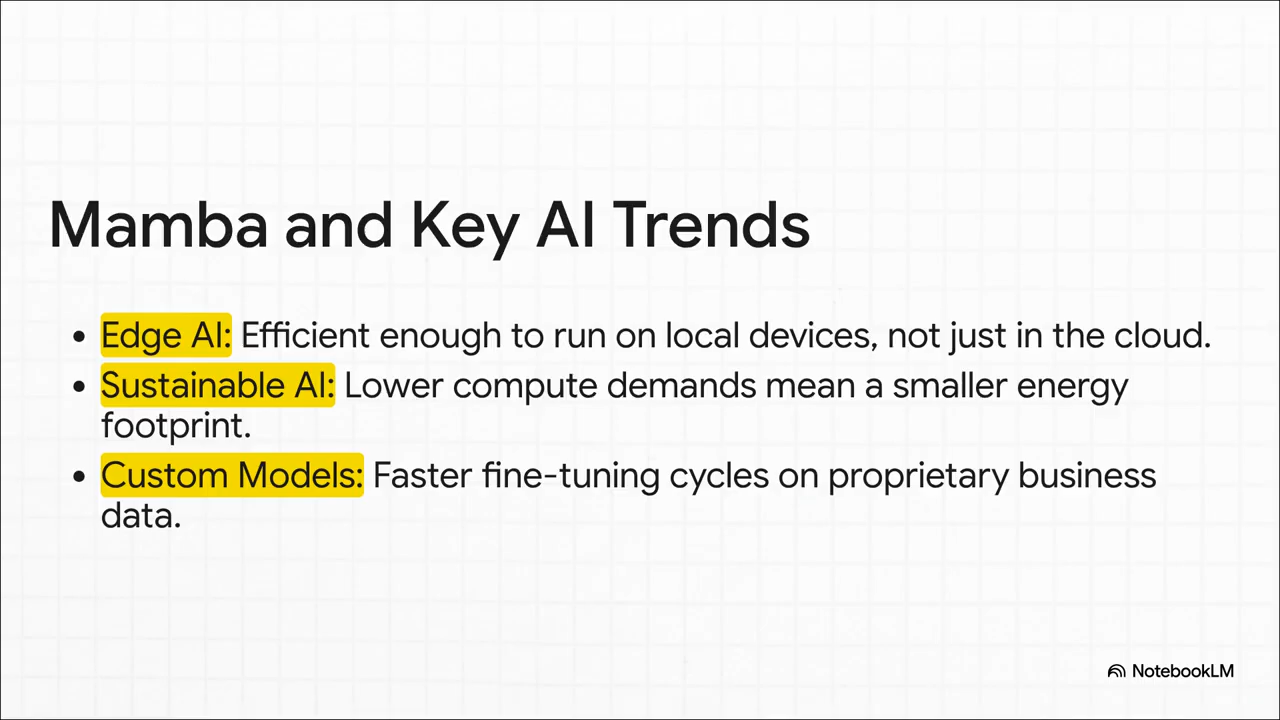 Mamba and Key AI Trends
• Edge AI: Efficient enough to run on local devices, not just in the cloud.
• Sustainable AI: Lower compute demands mean a smaller energy
footprint.
• Custom Models: Faster fine-tuning cycles on proprietary business
data.
NotebookLM